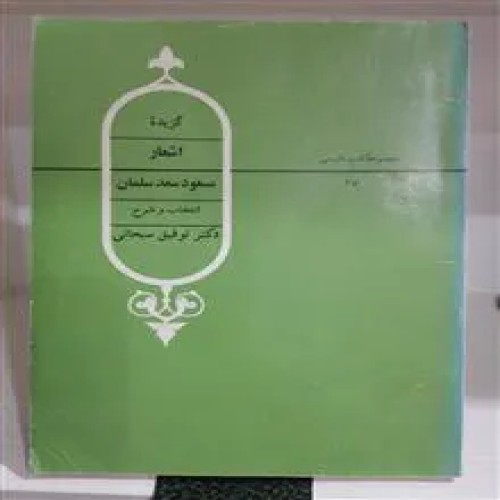 گزیدهٔ
اشعار
مسعود سعد سلمان
انتخاب و شرح
دکتر توفیق سبحانی